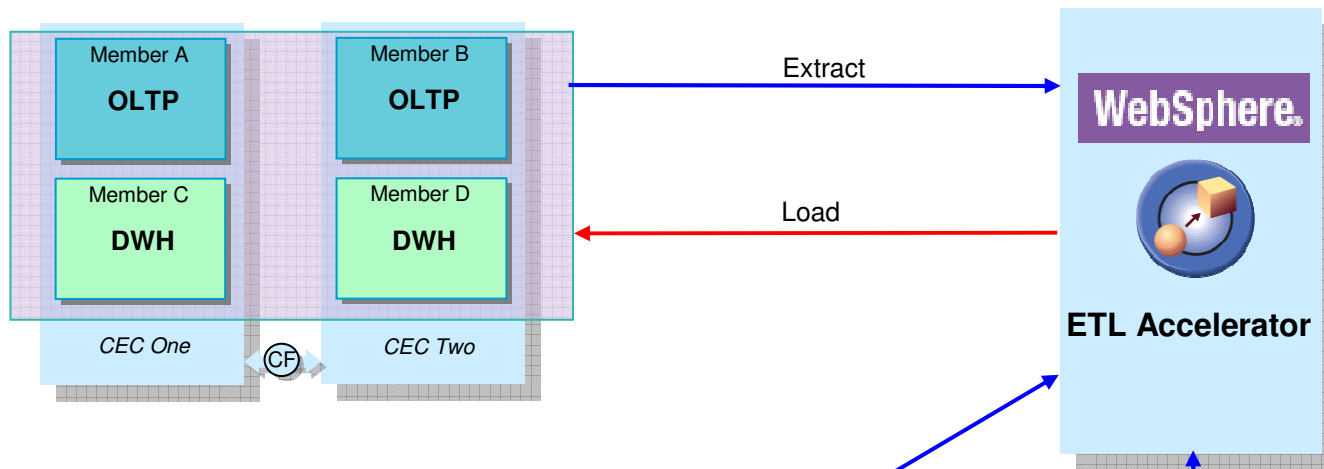 Member A
OLTP
Member B
OLTP
Member C
DWH
Member D
DWH
CEC One
CF
CEC Two
Extract
Load
WebSphere®
ETL Accelerator